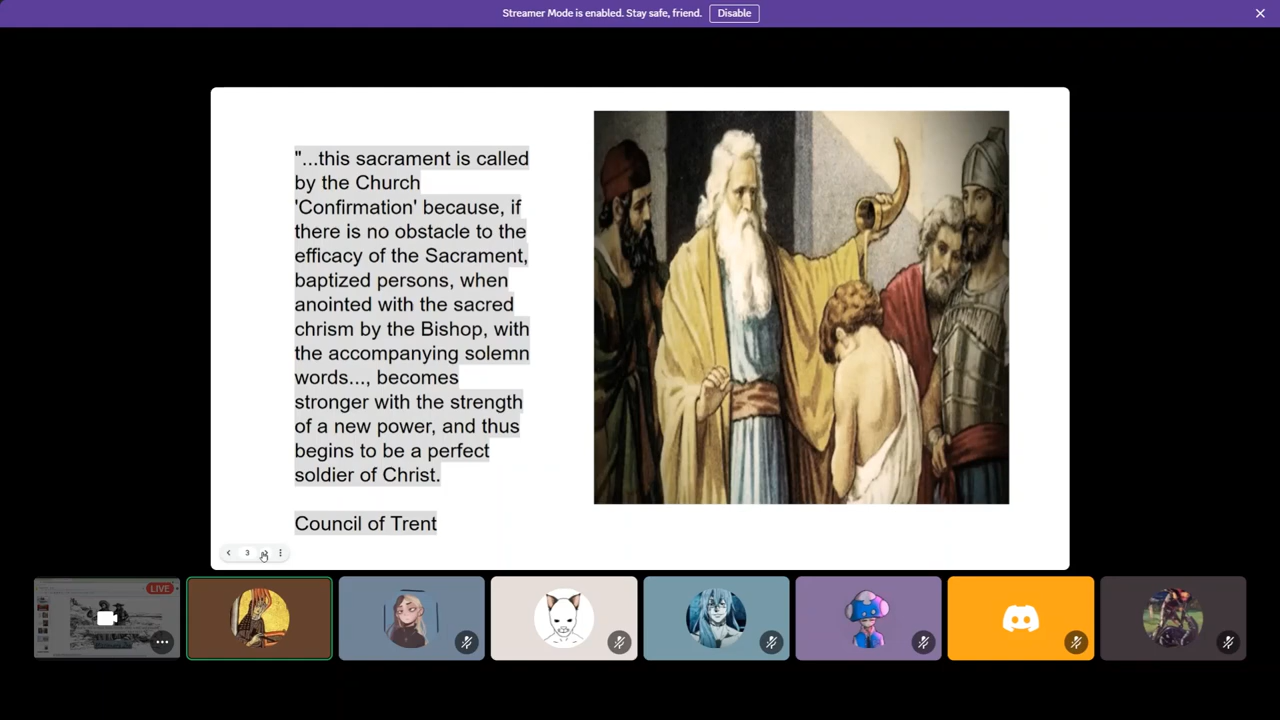 Streamer Mode is enabled. Stay safe, friend. Disable
"...this sacrament is called
by the Church
'Confirmation' because, if
there is no obstacle to the
efficacy of the Sacrament,
baptized persons, when
anointed with the sacred
chrism by the Bishop, with
the accompanying solemn
words..., becomes
stronger with the strength
of a new power, and thus
begins to be a perfect
soldier of Christ.
Council of Trent
3
LIVE